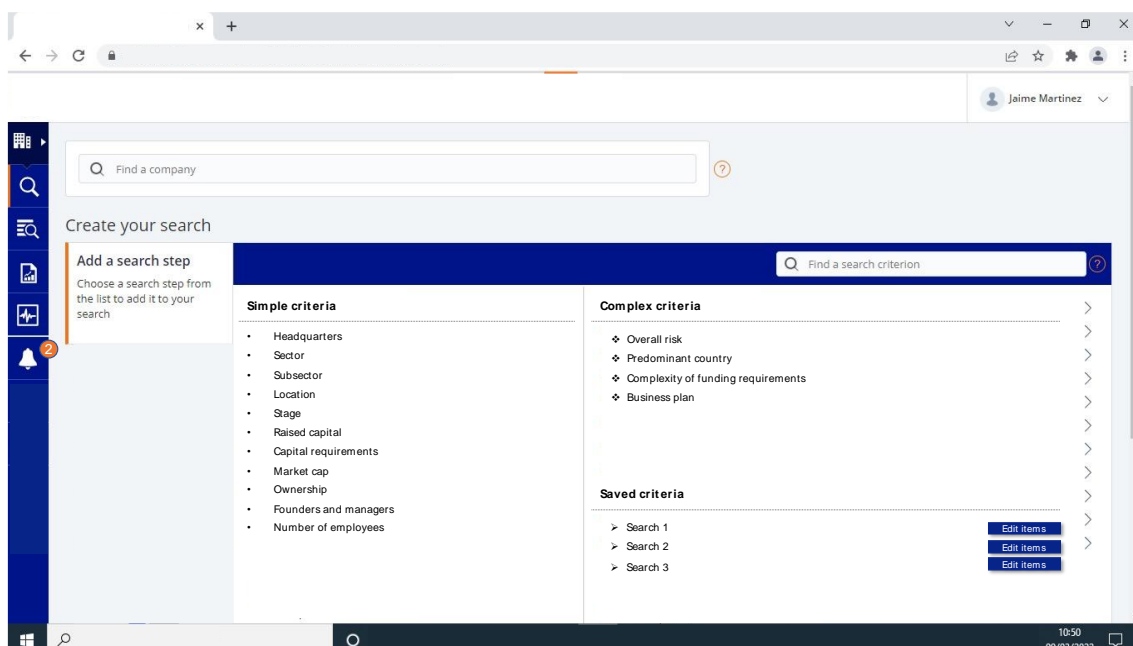 Jaime Martinez
Find a company
?
Create your search
Add a search step
Choose a search step from
the list to add it to your
search
2
Find a search criterion
?
Simple criteria
• Headquarters
• Sector
• Subsector
• Location
• Stage
• Raised capital
• Capital requirements
• Market cap
• Ownership
• Founders and managers
• Number of employees
Complex criteria
❖ Overall risk
❖ Predominant country
❖ Complexity of funding requirements
❖ Business plan
Saved criteria
➢ Search 1 Edit items
➢ Search 2 Edit items
➢ Search 3 Edit items
10:50